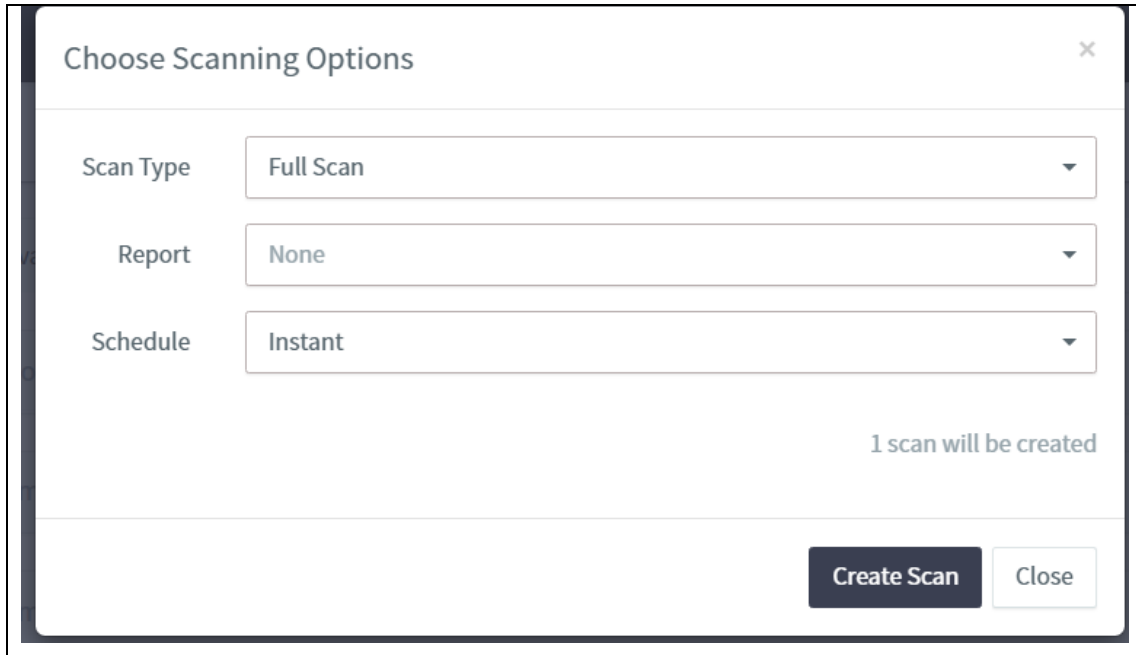 Choose Scanning Options ×
Scan Type Full Scan
Report None
Schedule Instant
1 scan will be created
Create Scan Close